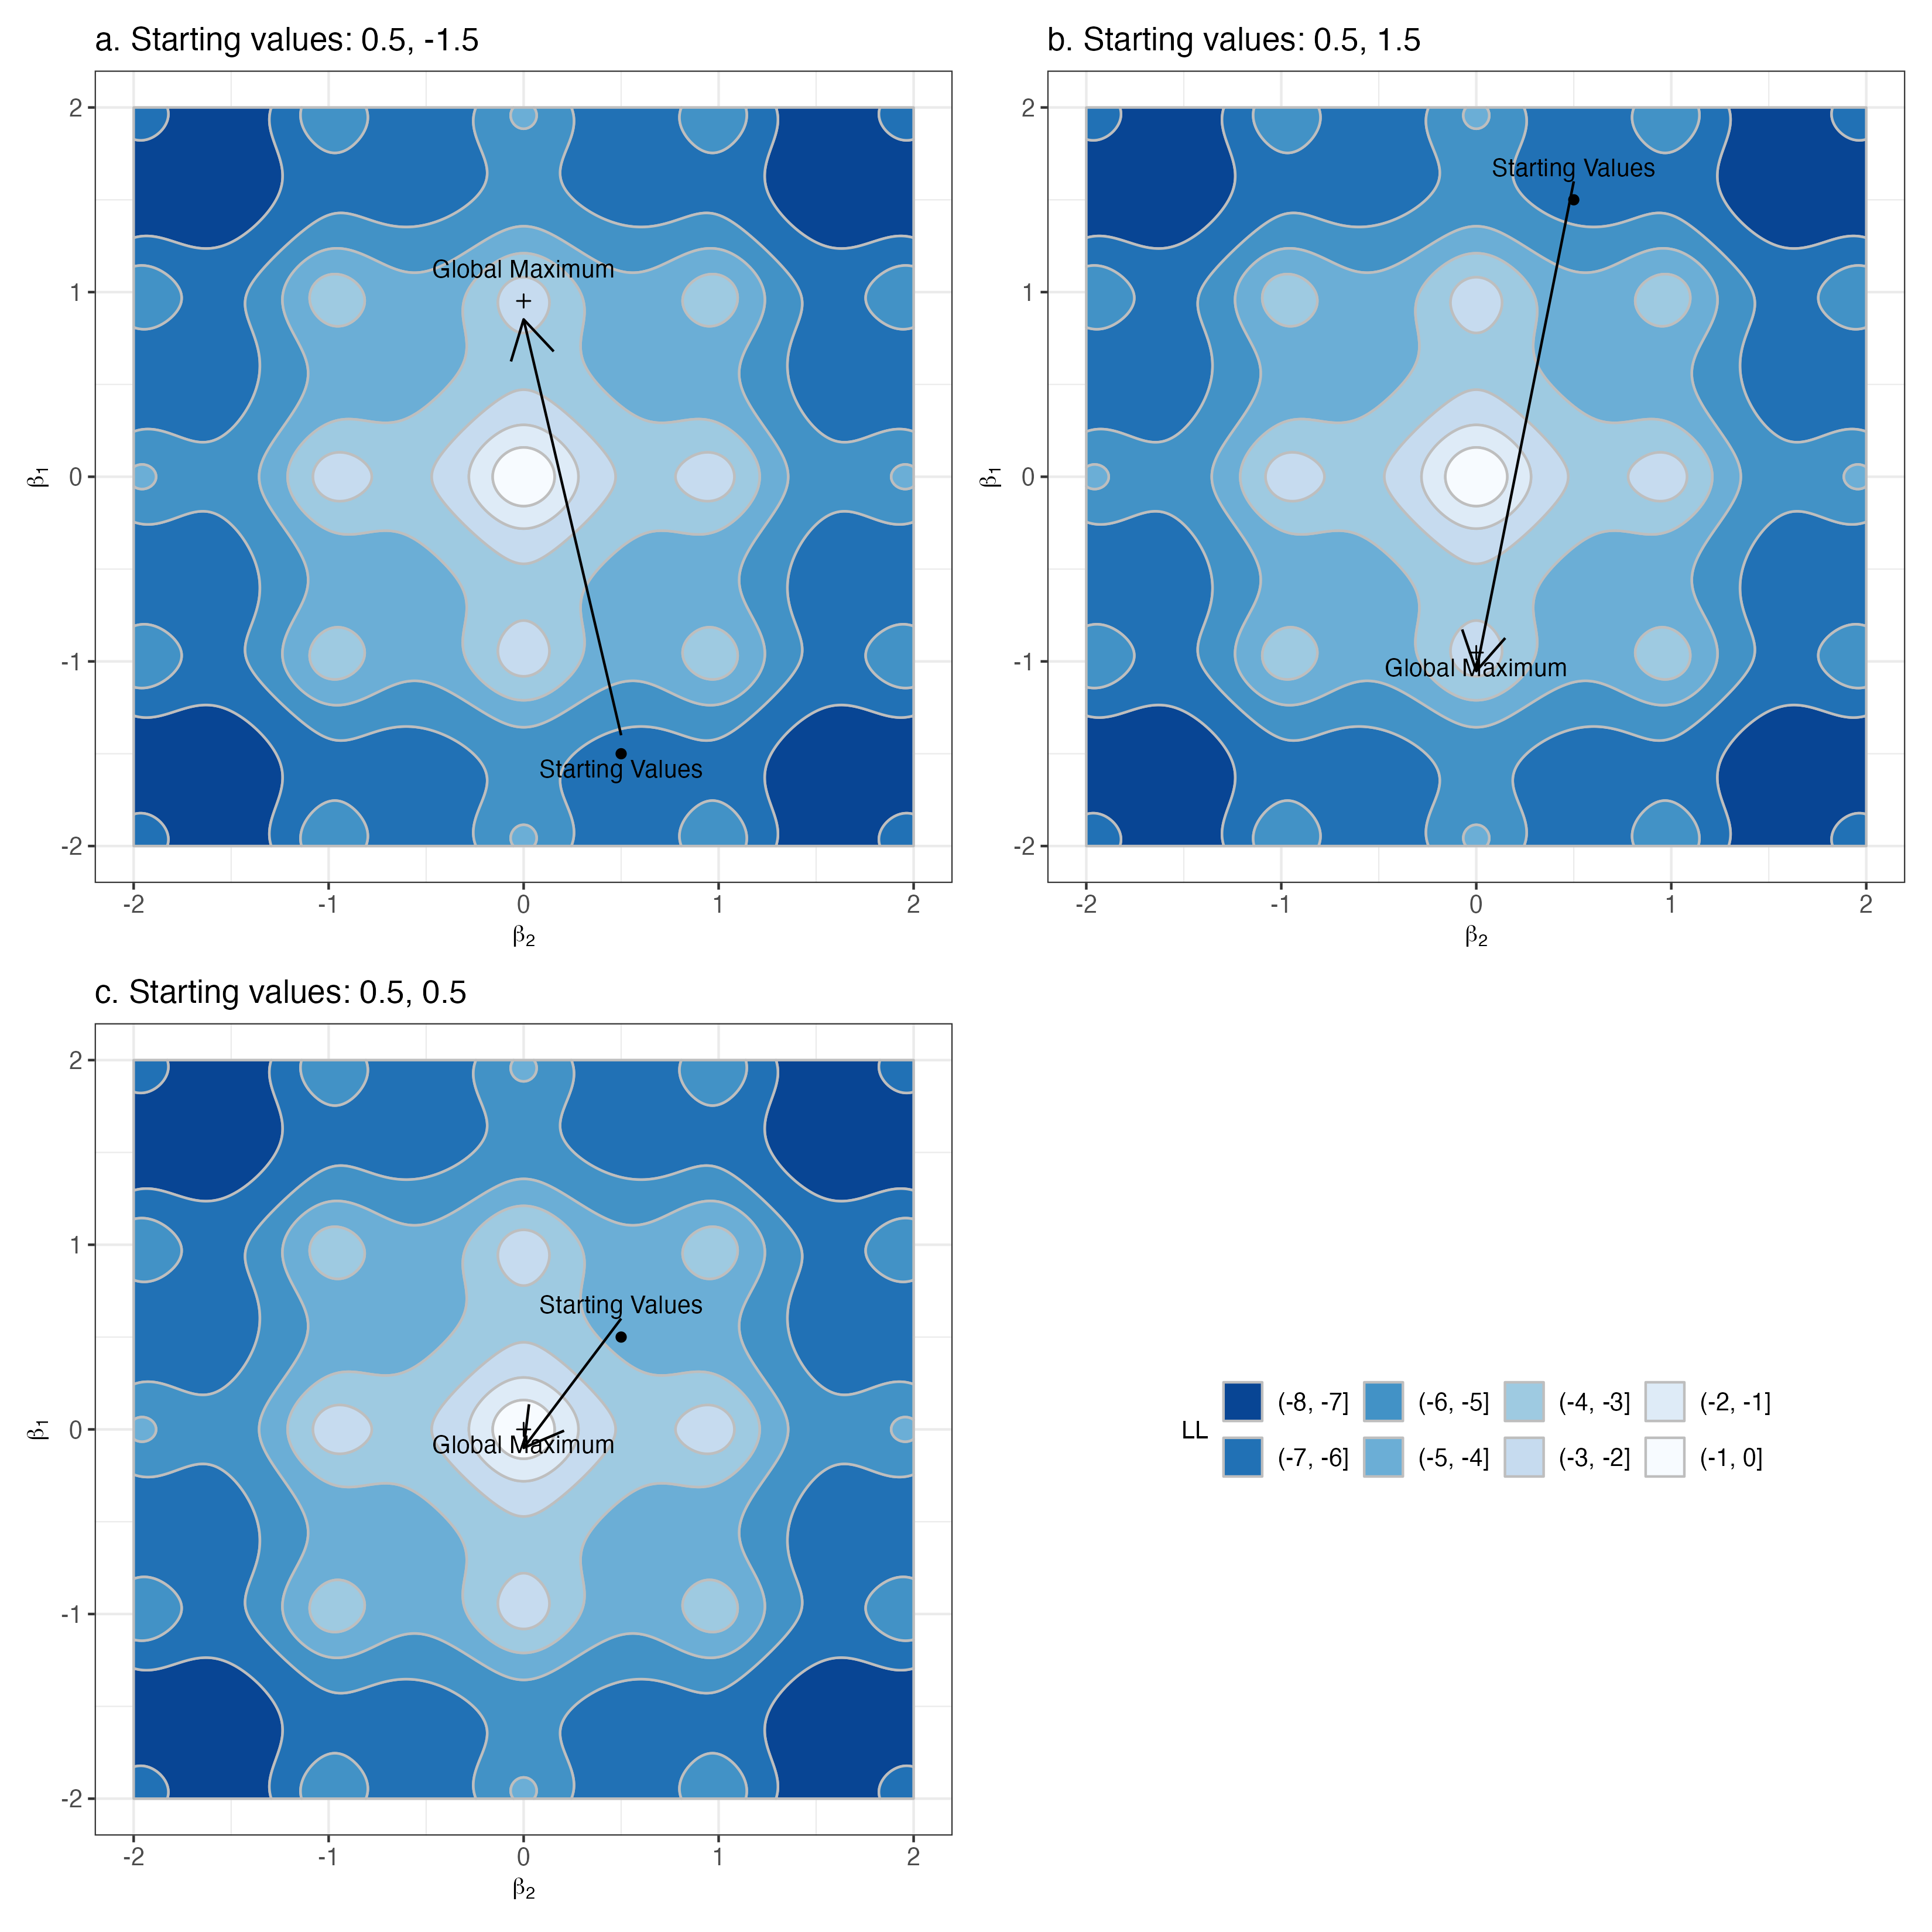 a. Starting values: 0.5, -1.5
2
1
0
-1
-2
β1
Global Maximum
Starting Values
-2 -1 0 1 2
β2
b. Starting values: 0.5, 1.5
2
1
0
-1
-2
β1
Starting Values
Global Maximum
-2 -1 0 1 2
β2
c. Starting values: 0.5, 0.5
2
1
0
-1
-2
β1
Starting Values
Global Maximum
-2 -1 0 1 2
β2
LL
(-8, -7] (-6, -5] (-4, -3] (-2, -1]
(-7, -6] (-5, -4] (-3, -2] (-1, 0]